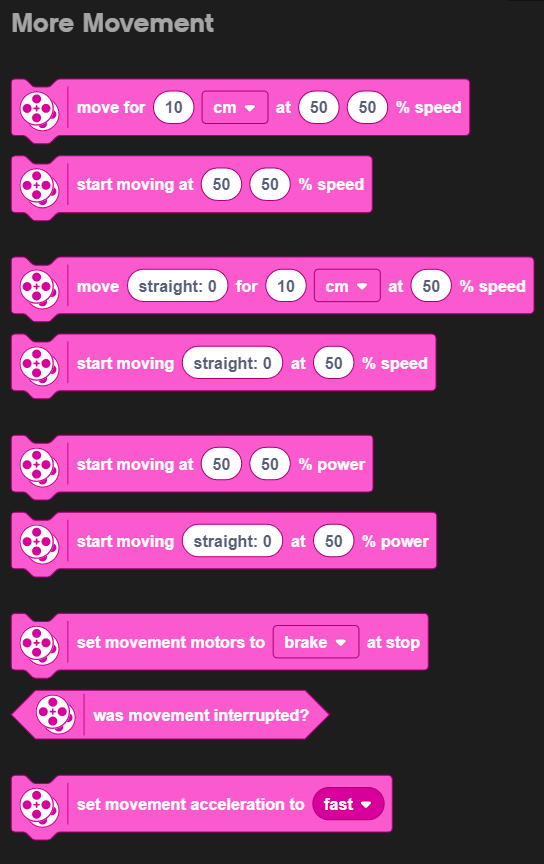 More Movement
move for 10 cm at 50 50 % speed
start moving at 50 50 % speed
move straight: 0 for 10 cm at 50 % speed
start moving straight: 0 at 50 % speed
start moving at 50 50 % power
start moving straight: 0 at 50 % power
set movement motors to brake at stop
was movement interrupted?
set movement acceleration to fast